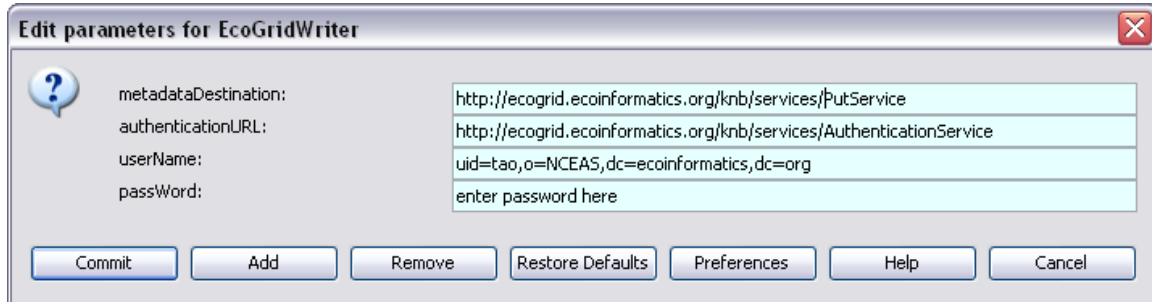 Edit parameters for EcoGridWriter
metadataDestination: http://ecogrid.ecoinformatics.org/knb/services/PutService
authenticationURL: http://ecogrid.ecoinformatics.org/knb/services/AuthenticationService
userName: uid=tao,o=NCEAS,dc=ecoinformatics,dc=org
passWord: enter password here
Commit Add Remove Restore Defaults Preferences Help Cancel